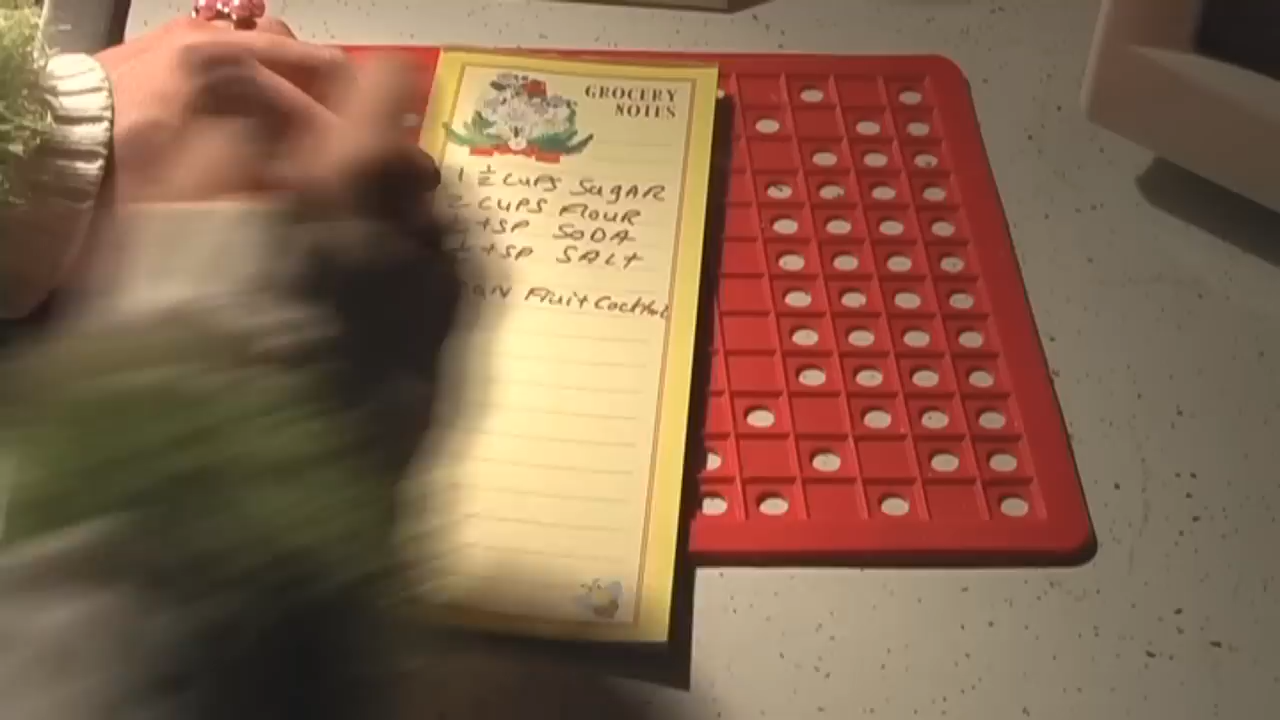 GROCERY
NOTES
1 ½ CUPS SUGAR
2 CUPS FLOUR
tSP SODA
tSP SALt
Fruit Cocktail